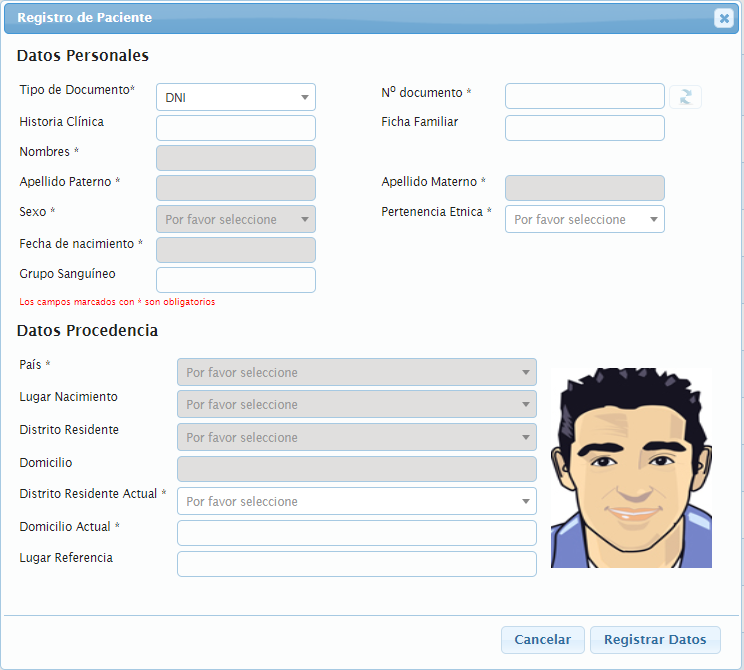 Registro de Paciente
Datos Personales
Tipo de Documento* DNI Nº documento *
Historia Clínica Ficha Familiar
Nombres *
Apellido Paterno * Apellido Materno *
Sexo * Por favor seleccione Pertenencia Etnica * Por favor seleccione
Fecha de nacimiento *
Grupo Sanguíneo
Los campos marcados con * son obligatorios
Datos Procedencia
País * Por favor seleccione
Lugar Nacimiento Por favor seleccione
Distrito Residente Por favor seleccione
Domicilio
Distrito Residente Actual * Por favor seleccione
Domicilio Actual *
Lugar Referencia
Cancelar Registrar Datos